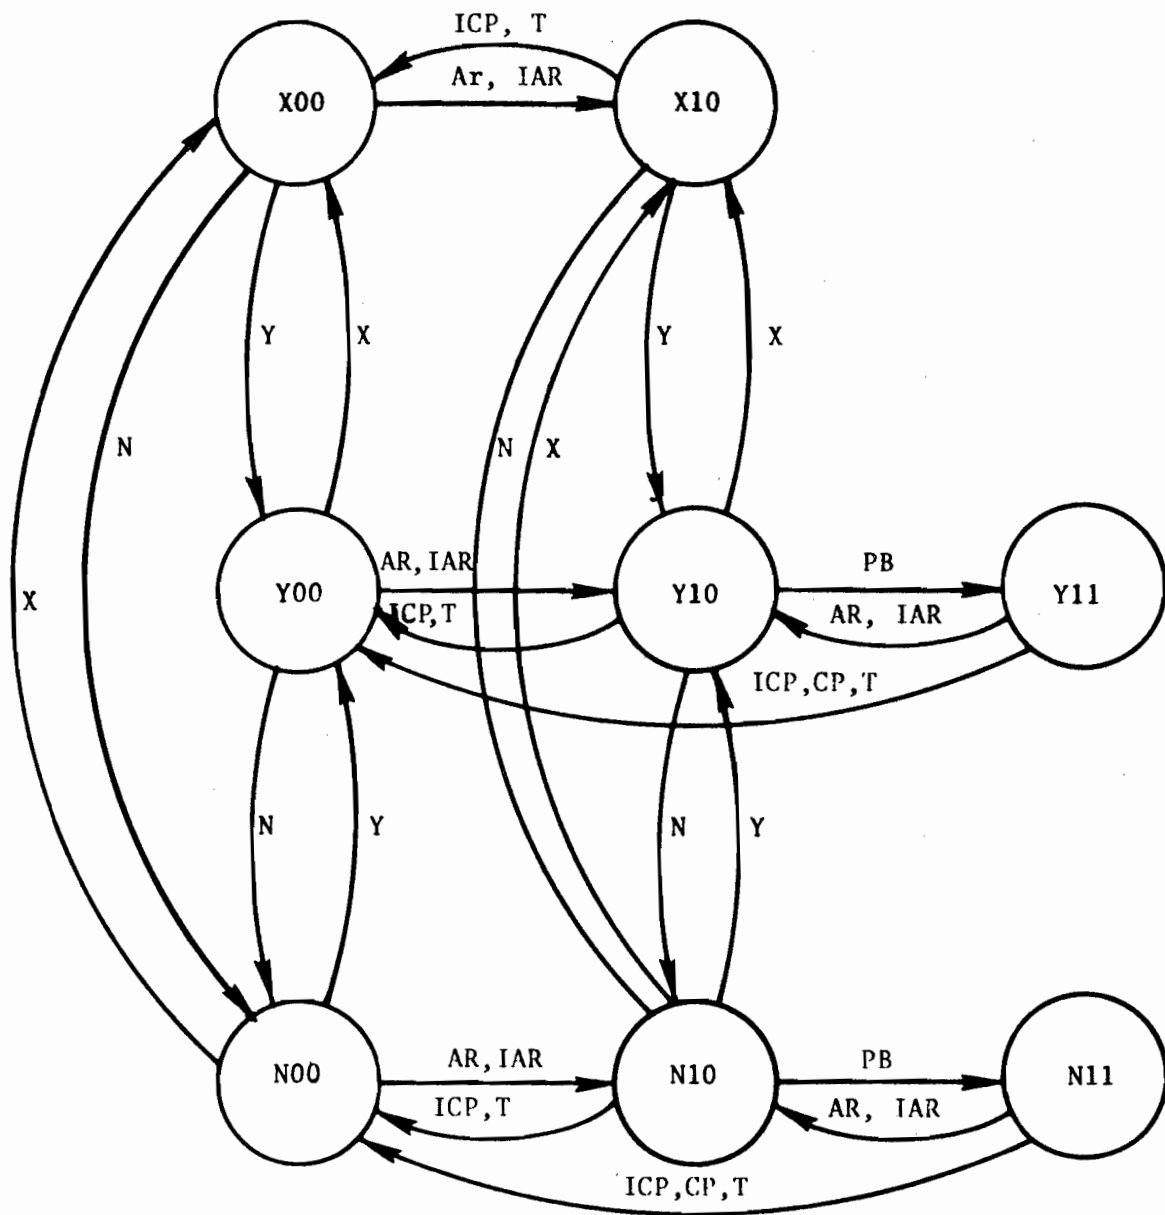 ICP, T
Ar, IAR
X00
X10
Y
X
Y
X
N
N
X
AR,IAR
PB
X
Y00
ICP,T
Y10
AR, IAR
Y11
ICP,CP,T
N
Y
N
Y
AR,IAR
PB
N00
ICP,T
N10
AR, IAR
N11
ICP,CP,T